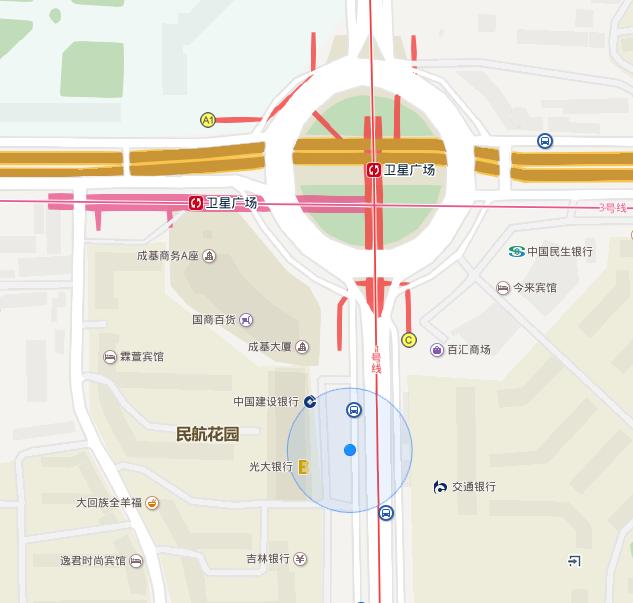 A1
卫星广场
卫星广场
3号线
成基商务A座
中国民生银行
今来宾馆
国商百货
成基大厦
C
百汇商场
霖萱宾馆
号线
中国建设银行
民航花园
光大银行
交通银行
大回族全羊福
逸君时尚宾馆
吉林银行